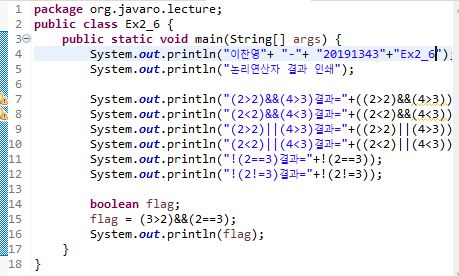 1 package org.javaro.lecture;
2 public class Ex2_6 {
3 public static void main(String[] args) {
4 System.out.println("이찬영"+ "-"+ "20191343"+"Ex2_6");
5 System.out.println("논리연산자 결과 인쇄");
6
7 System.out.println("(2>2)&&(4>3)결과="+((2>2)&&(4>3))
8 System.out.println("(2<2)&&(4<3)결과="+((2<2)&&(4<3))
9 System.out.println("(2>2)||(4>3)결과="+((2>2)||(4>3))
10 System.out.println("(2<2)||(4<3)결과="+((2<2)||(4<3))
11 System.out.println("!(2==3)결과="+!(2==3));
12 System.out.println("!(2!=3)결과="+!(2!=3));
13
14 boolean flag;
15 flag = (3>2)&&(2==3);
16 System.out.println(flag);
17 }
18 }